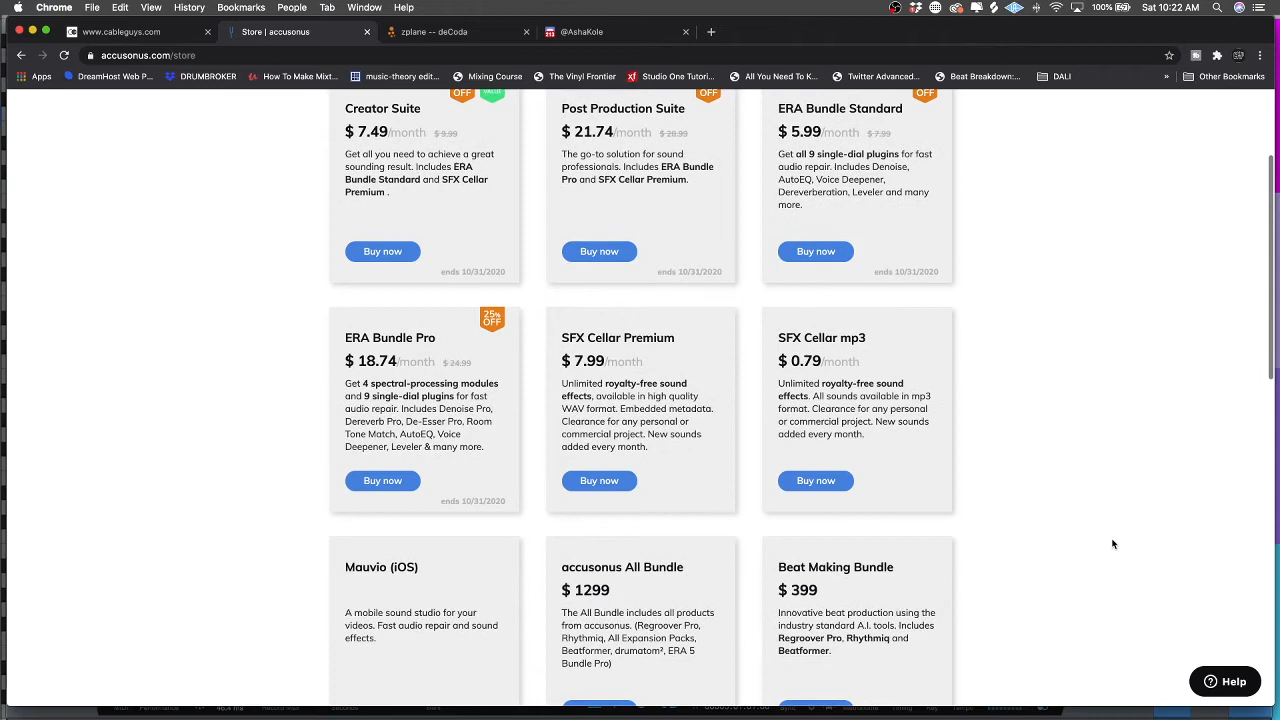 Chrome File Edit View History Bookmarks People Tab Window Help 100% Sat 10:22 AM
www.cableguys.com Store | accusonus zplane -- deCoda @AshaKole
accusonus.com/store
Apps DreamHost Web P... DRUMBROKER How To Make Mixt... music-theory edit... Mixing Course The Vinyl Frontier Studio One Tutori... All You Need To K... Twitter Advanced... Beat Breakdown:... DALI » Other Bookmarks
OFF VALUE
Creator Suite
$ 7.49/month $ 9.99
Get all you need to achieve a great
sounding result. Includes ERA
Bundle Standard and SFX Cellar
Premium .
Buy now
ends 10/31/2020
OFF
Post Production Suite
$ 21.74/month $ 28.99
The go-to solution for sound
professionals. Includes ERA Bundle
Pro and SFX Cellar Premium.
Buy now
ends 10/31/2020
OFF
ERA Bundle Standard
$ 5.99/month $ 7.99
Get all 9 single-dial plugins for fast
audio repair. Includes Denoise,
AutoEQ, Voice Deepener,
Dereverberation, Leveler and many
more.
Buy now
ends 10/31/2020
25%
OFF
ERA Bundle Pro
$ 18.74/month $ 24.99
Get 4 spectral-processing modules
and 9 single-dial plugins for fast
audio repair. Includes Denoise Pro,
Dereverb Pro, De-Esser Pro, Room
Tone Match, AutoEQ, Voice
Deepener, Leveler & many more.
Buy now
ends 10/31/2020
SFX Cellar Premium
$ 7.99/month
Unlimited royalty-free sound
effects, available in high quality
WAV format. Embedded metadata.
Clearance for any personal or
commercial project. New sounds
added every month.
Buy now
SFX Cellar mp3
$ 0.79/month
Unlimited royalty-free sound
effects. All sounds available in mp3
format. Clearance for any personal
or commercial project. New sounds
added every month.
Buy now
Mauvio (iOS)
A mobile sound studio for your
videos. Fast audio repair and sound
effects.
accusonus All Bundle
$ 1299
The All Bundle includes all products
from accusonus. (Regroover Pro,
Rhythmiq, All Expansion Packs,
Beatformer, drumatom², ERA 5
Bundle Pro)
Beat Making Bundle
$ 399
Innovative beat production using the
industry standard A.I. tools. Includes
Regroover Pro, Rhythmiq and
Beatformer.
Help